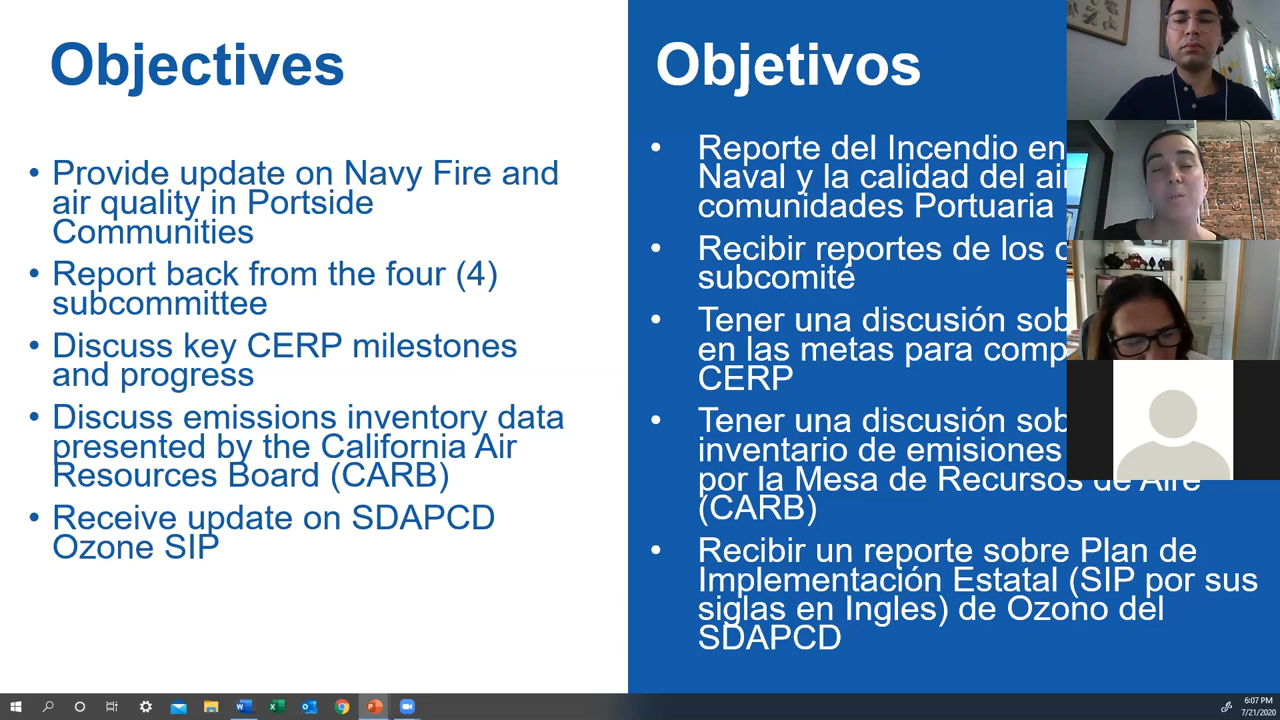 Objectives
• Provide update on Navy Fire and
air quality in Portside
Communities
• Report back from the four (4)
subcommittee
• Discuss key CERP milestones
and progress
• Discuss emissions inventory data
presented by the California Air
Resources Board (CARB)
• Receive update on SDAPCD
Ozone SIP
Objetivos
• Reporte del Incendio en
Naval y la calidad del
comunidades Portuaria
• Recibir reportes de los
subcomité
• Tener una discusión
en las metas para
CERP
• Tener una discusión
inventario de emisiones
por la Mesa de Recursos de Aire
(CARB)
• Recibir un reporte sobre Plan de
Implementación Estatal (SIP por sus
siglas en Ingles) de Ozono del
SDAPCD
6:07 PM
7/21/2020